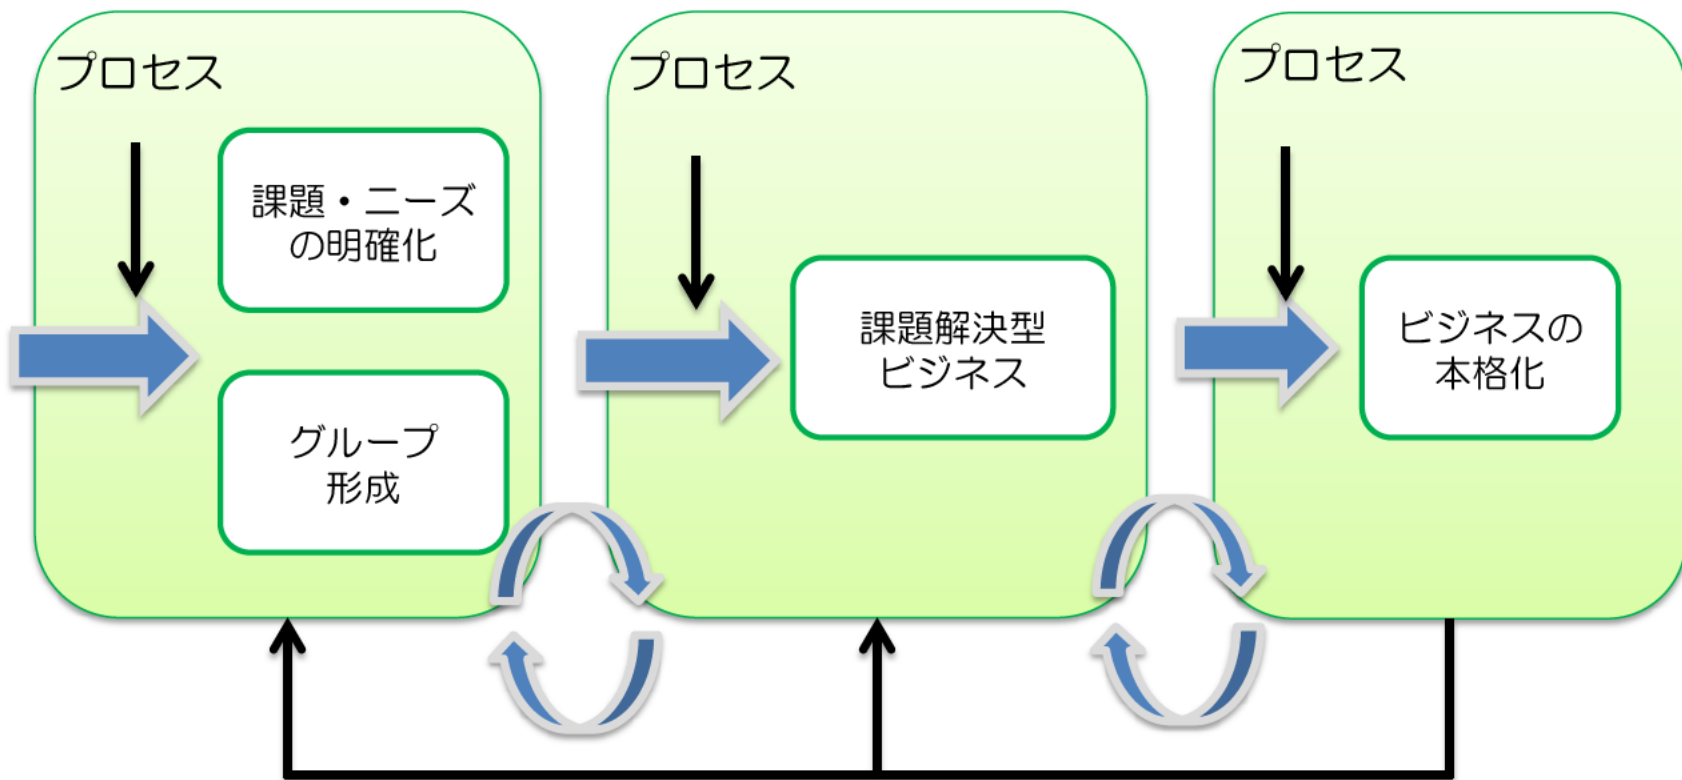 プロセス
課題・ニーズ
の明確化
グループ
形成
プロセス
課題解決型
ビジネス
プロセス
ビジネスの
本格化